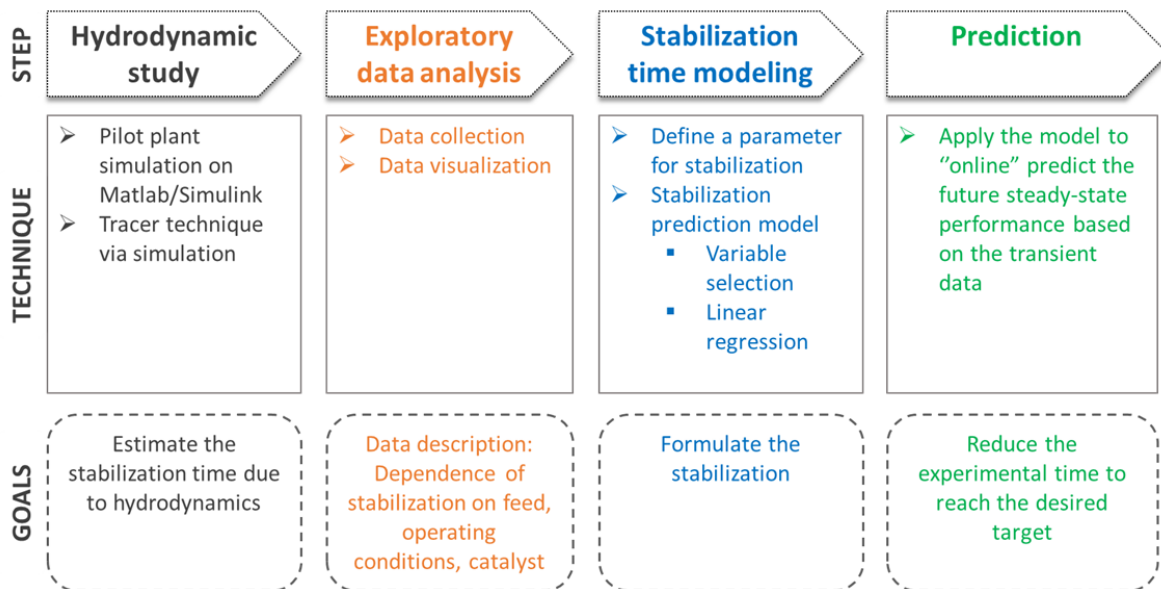 STEP
Hydrodynamic
study
Exploratory
data analysis
Stabilization
time modeling
Prediction
TECHNIQUE
➢ Pilot plant
simulation on
Matlab/Simulink
➢ Tracer technique
via simulation
➢ Data collection
➢ Data visualization
➢ Define a parameter
for stabilization
➢ Stabilization
prediction model
▪ Variable
selection
▪ Linear
regression
➢ Apply the model to
“online” predict the
future steady-state
performance based
on the transient
data
GOALS
Estimate the
stabilization time due
to hydrodynamics
Data description:
Dependence of
stabilization on feed,
operating
conditions, catalyst
Formulate the
stabilization
Reduce the
experimental time to
reach the desired
target